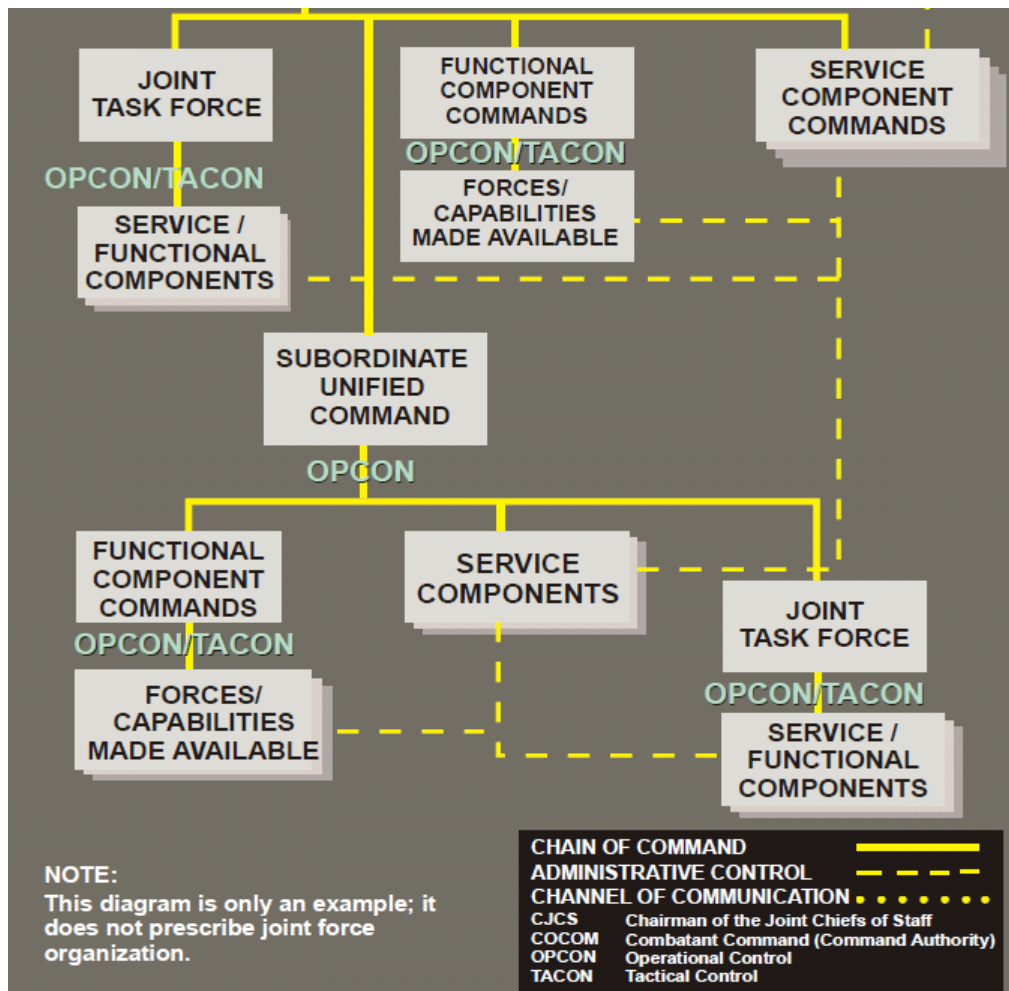 JOINT
TASK FORCE
FUNCTIONAL
COMPONENT
COMMANDS
SERVICE
COMPONENT
COMMANDS
OPCON/TACON
OPCON/TACON
SERVICE /
FUNCTIONAL
COMPONENTS
FORCES/
CAPABILITIES
MADE AVAILABLE
SUBORDINATE
UNIFIED
COMMAND
OPCON
FUNCTIONAL
COMPONENT
COMMANDS
SERVICE
COMPONENTS
JOINT
TASK FORCE
OPCON/TACON
OPCON/TACON
FORCES/
CAPABILITIES
MADE AVAILABLE
SERVICE /
FUNCTIONAL
COMPONENTS
NOTE:
This diagram is only an example; it
does not prescribe joint force
organization.
CHAIN OF COMMAND
ADMINISTRATIVE CONTROL
CHANNEL OF COMMUNICATION
CJCS Chairman of the Joint Chiefs of Staff
COCOM Combatant Command (Command Authority)
OPCON Operational Control
TACON Tactical Control